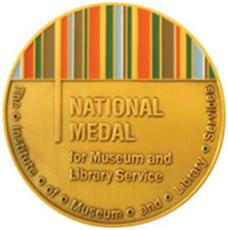 NATIONAL
MEDAL
for Museum and
Library Service
The • Institute • of • Museum • and • Library • Services